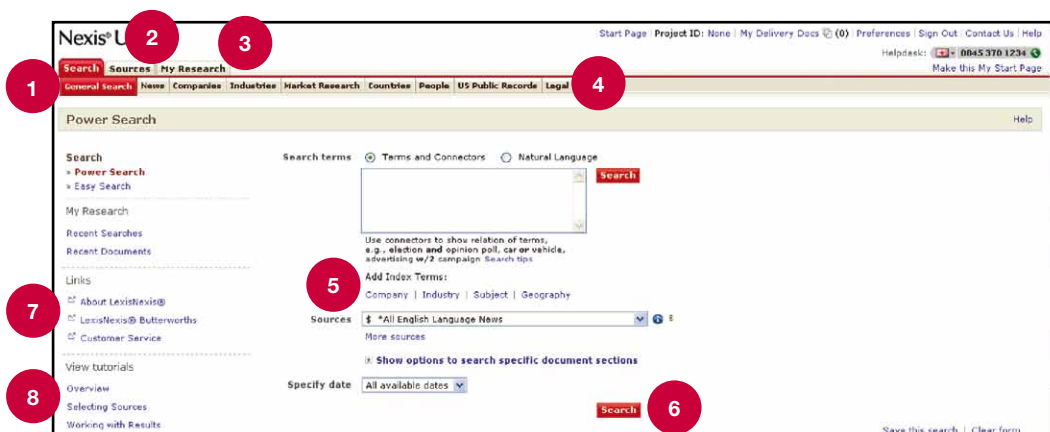 Nexis® U
Start Page | Project ID: None | My Delivery Docs (0) Preferences | Sign Out | Contact Us | Help
2
3
Helpdesk: 0845 370 1234
Search Sources My Research
Make this My Start Page
1
General Search News Companies Industries Market Research Countries People US Public Records Legal
4
Power Search
Help
Search
Search terms Terms and Connectors Natural Language
» Power Search
Search
» Easy Search
My Research
Recent Searches
Use connectors to show relation of terms,
Recent Documents
e.g., election and opinion poll, car or vehicle,
advertising w/2 campaign Search tips
Links
5
Add Index Terms:
About LexisNexis®
Company | Industry | Subject | Geography
7
LexisNexis® Butterworths
Sources $ *All English Language News
Customer Service
More sources
View tutorials
Show options to search specific document sections
Overview
Specify date All available dates
8
Selecting Sources
Search
6
Working with Results
Save this search | Clear form